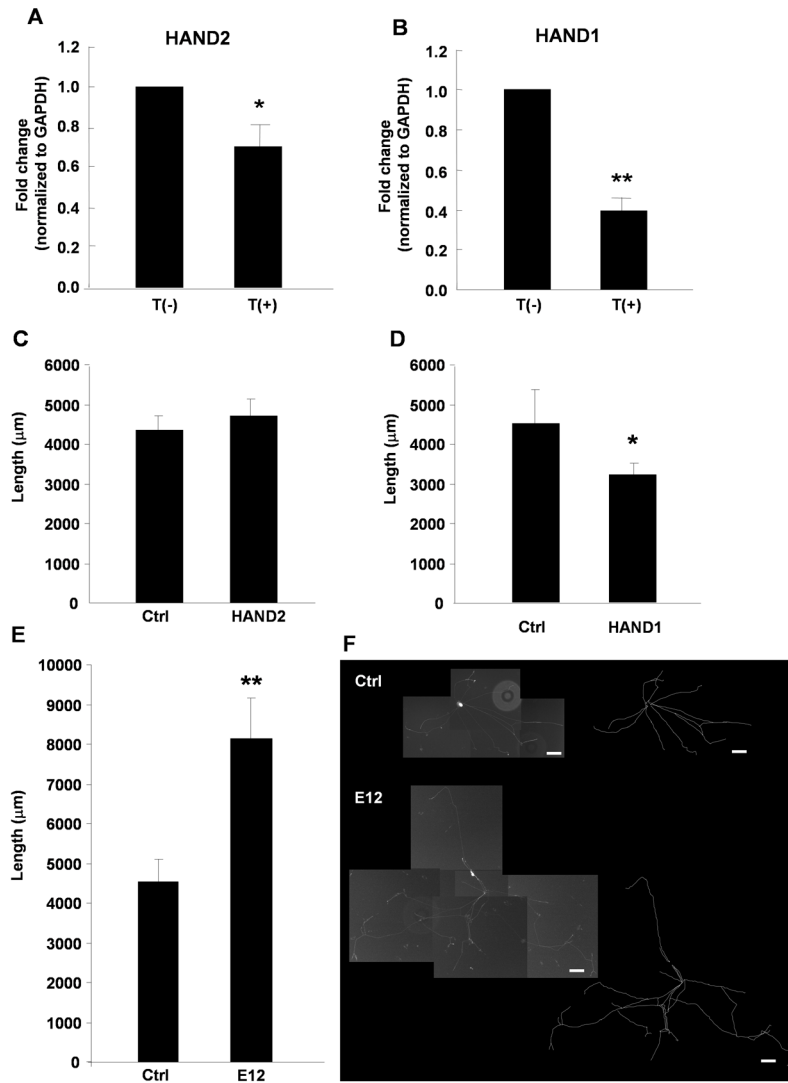 A
HAND2
Fold change
(normalized to GAPDH)
1.2
1.0
0.8
0.6
0.4
0.2
0.0
*
T(-)
T(+)
B
HAND1
Fold change
(normalized to GAPDH)
1.2
1.0
0.8
0.6
0.4
0.2
0.0
**
T(-)
T(+)
C
Length (μm)
6000
5000
4000
3000
2000
1000
0
Ctrl
HAND2
D
Length (μm)
6000
5000
4000
3000
2000
1000
0
*
Ctrl
HAND1
E
Length (μm)
10000
9000
8000
7000
6000
5000
4000
3000
2000
1000
0
**
Ctrl
E12
F
Ctrl
E12